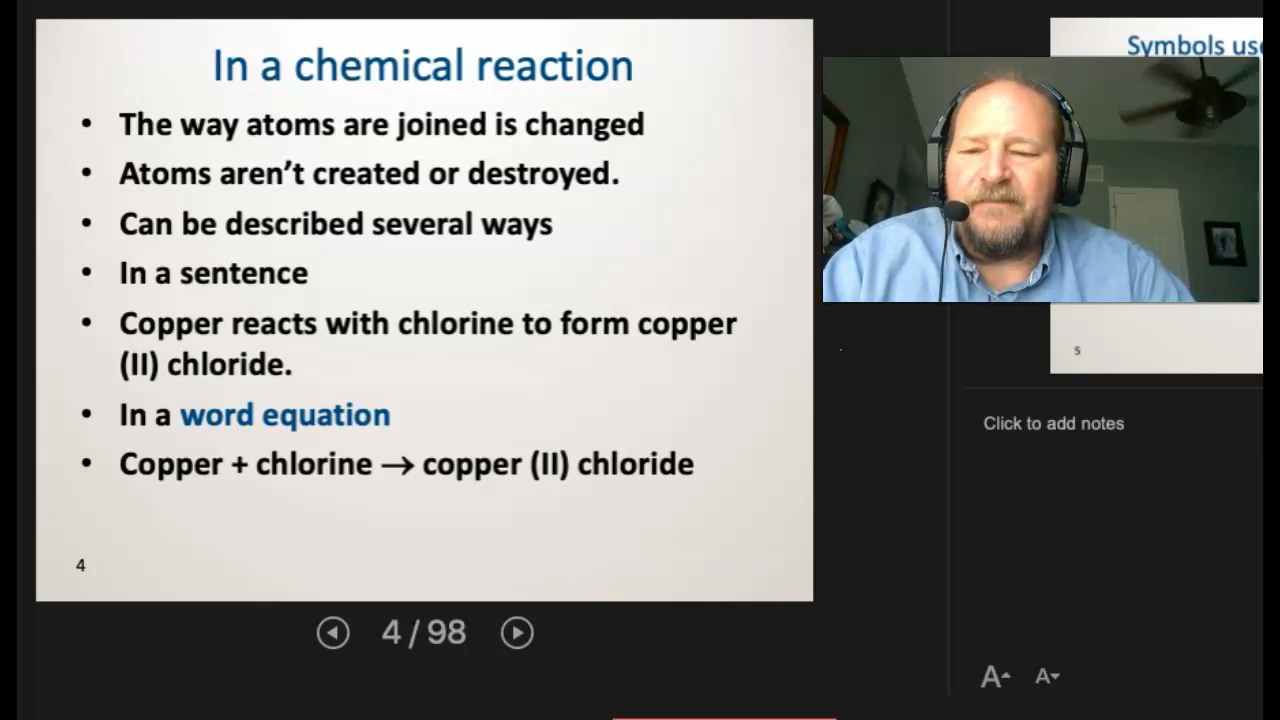 In a chemical reaction
• The way atoms are joined is changed
• Atoms aren't created or destroyed.
• Can be described several ways
• In a sentence
• Copper reacts with chlorine to form copper
(II) chloride.
• In a word equation
• Copper + chlorine → copper (II) chloride
4
4 / 98
Symbols
5
Click to add notes
A A